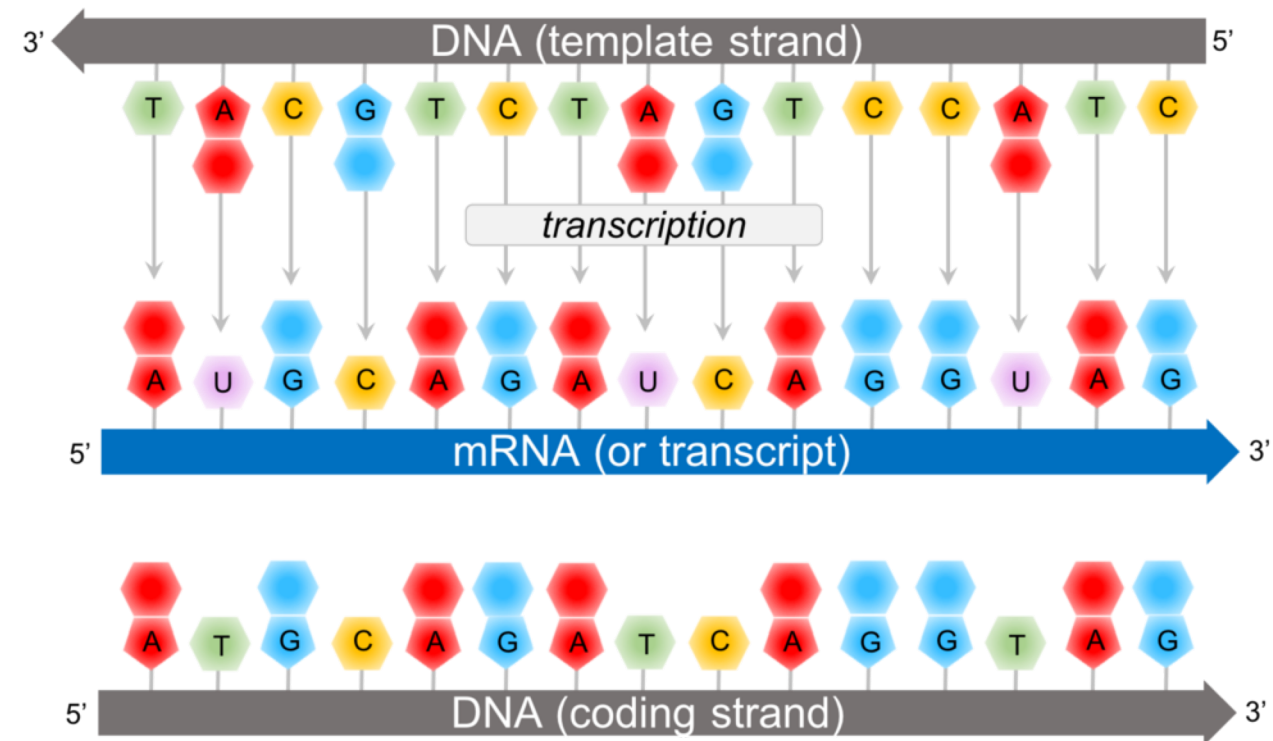 3’ DNA (template strand) 5’
T A C G T C T A G T C C A T C
transcription
A U G C A G A U C A G G U A G
5’ mRNA (or transcript) 3’
A T G C A G A T C A G G T A G
5’ DNA (coding strand) 3’